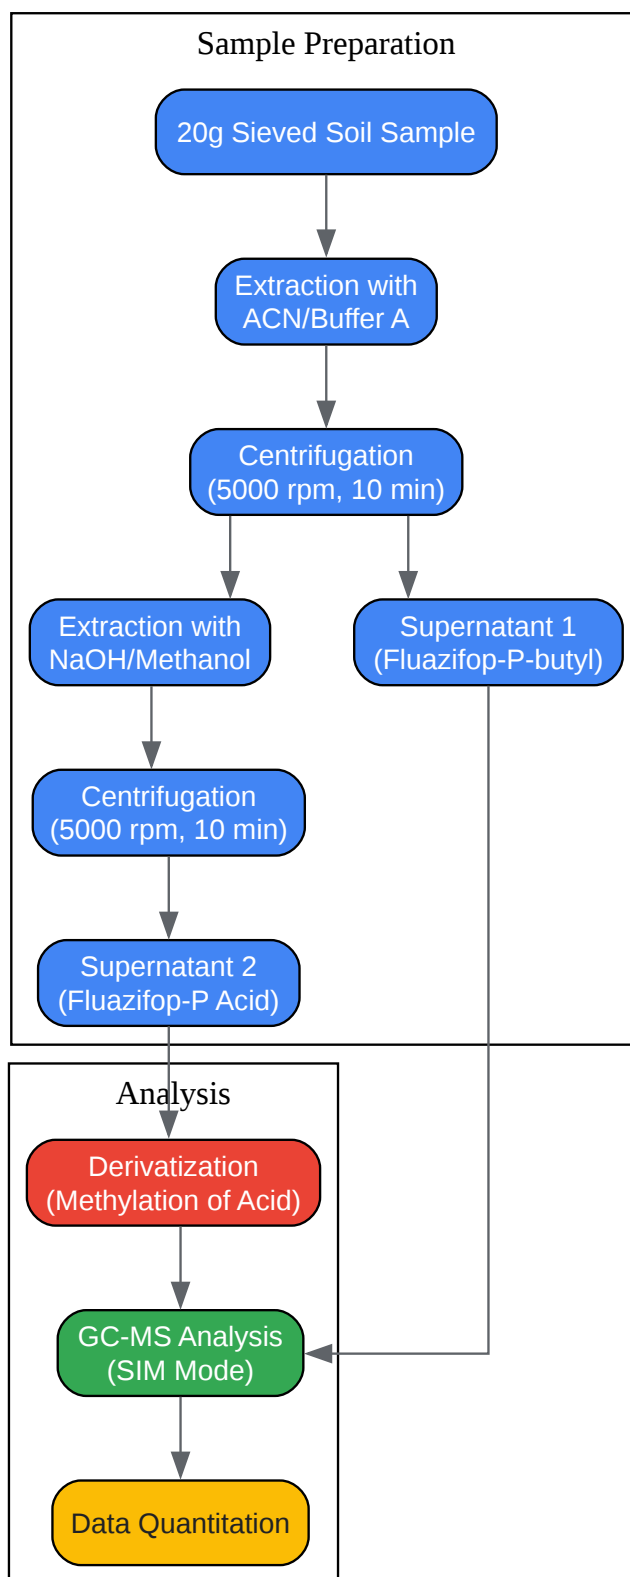 Sample Preparation
20g Sieved Soil Sample
Extraction with
ACN/Buffer A
Centrifugation
(5000 rpm, 10 min)
Extraction with
NaOH/Methanol
Supernatant 1
(Fluazifop-P-butyl)
Centrifugation
(5000 rpm, 10 min)
Supernatant 2
(Fluazifop-P Acid)
Analysis
Derivatization
(Methylation of Acid)
GC-MS Analysis
(SIM Mode)
Data Quantitation